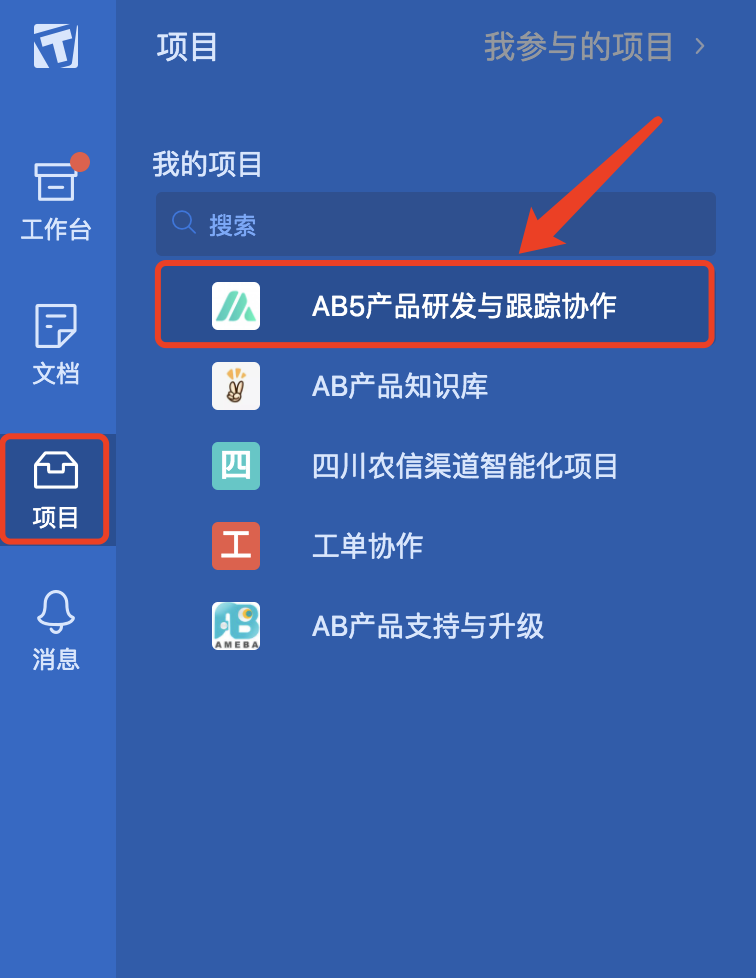 项目
我参与的项目
工作台
我的项目
搜索
AB5产品研发与跟踪协作
文档
AB产品知识库
四
四川农信渠道智能化项目
项目
工
工单协作
消息
AB
AMEBA
AB产品支持与升级